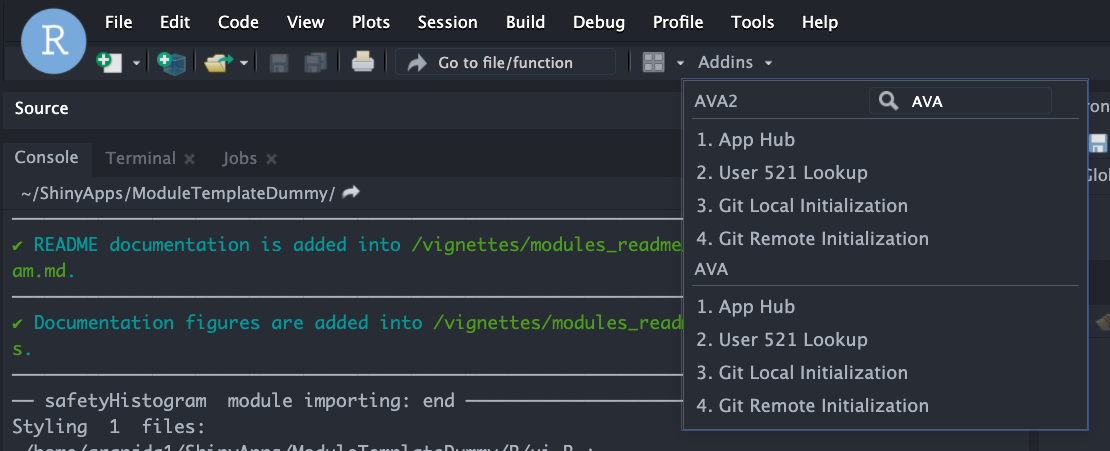 R
File Edit Code View Plots Session Build Debug Profile Tools Help
Go to file/function Addins
Source
Console Terminal Jobs
~/ShinyApps/ModuleTemplateDummy/
✔ README documentation is added into /vignettes/modules_readme
am.md.
✔ Documentation figures are added into /vignettes/modules_read
s.
── safetyHistogram module importing: end ──
Styling 1 files:
AVA2 AVA
1. App Hub
2. User 521 Lookup
3. Git Local Initialization
4. Git Remote Initialization
AVA
1. App Hub
2. User 521 Lookup
3. Git Local Initialization
4. Git Remote Initialization